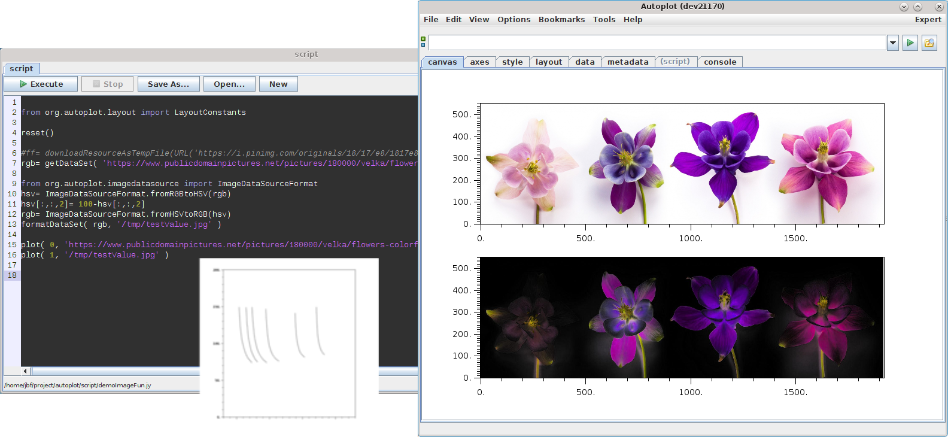 script
script
Execute
Stop
Save As...
Open...
New
1
2 from org.autoplot.layout import LayoutConstants
3
4 reset()
5
6 #ff= downloadResourceAsTempFile(URL('https://i.pinimg.com/originals/
7 rgb= getDataSet( 'https://www.publicdomainpictures.net/pictures/180000/velka/flowers-
8
9 from org.autoplot.imagedatasource import ImageDataSourceFormat
10 hsv= ImageDataSourceFormat.fromRGBtoHSV(rgb)
11 hsv[:,:,2]= 100-hsv[:,:,2]
12 rgb= ImageDataSourceFormat.fromHSVtoRGB(hsv)
13 formatDataSet( rgb, '/tmp/testvalue.jpg' )
14
15 plot( 0, 'https://www.publicdomainpictures.net/pictures/180000/velka/flowers-colorf
16 plot( 1, '/tmp/testvalue.jpg' )
17
18
/home/jbf/project/autoplot/script/demoImageFun.jy
Autoplot (dev21170)
File Edit View Options Bookmarks Tools Help Expert
canvas axes style layout data metadata (script) console
500.
400.
300.
200.
100.
0.
0. 500. 1000. 1500.
500.
400.
300.
200.
100.
0.
0. 500. 1000. 1500.